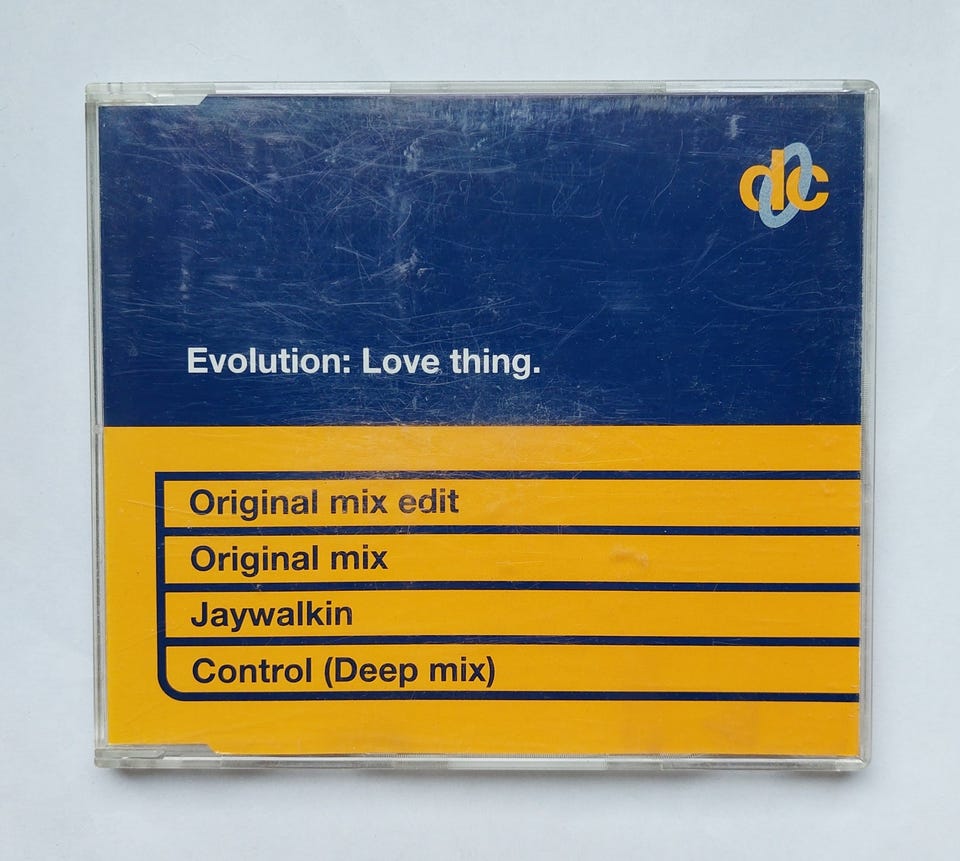 dc
Evolution: Love thing.
Original mix edit
Original mix
Jaywalkin
Control (Deep mix)